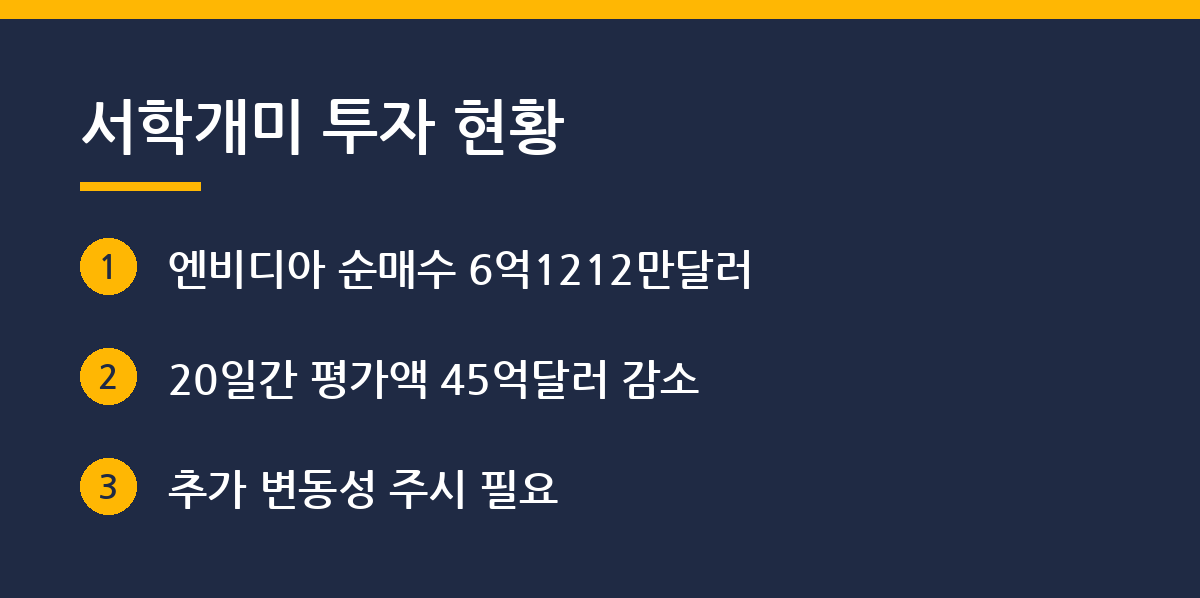 서학개미 투자 현황
1 엔비디아 순매수 6억1212만달러
2 20일간 평가액 45억달러 감소
3 추가 변동성 주시 필요